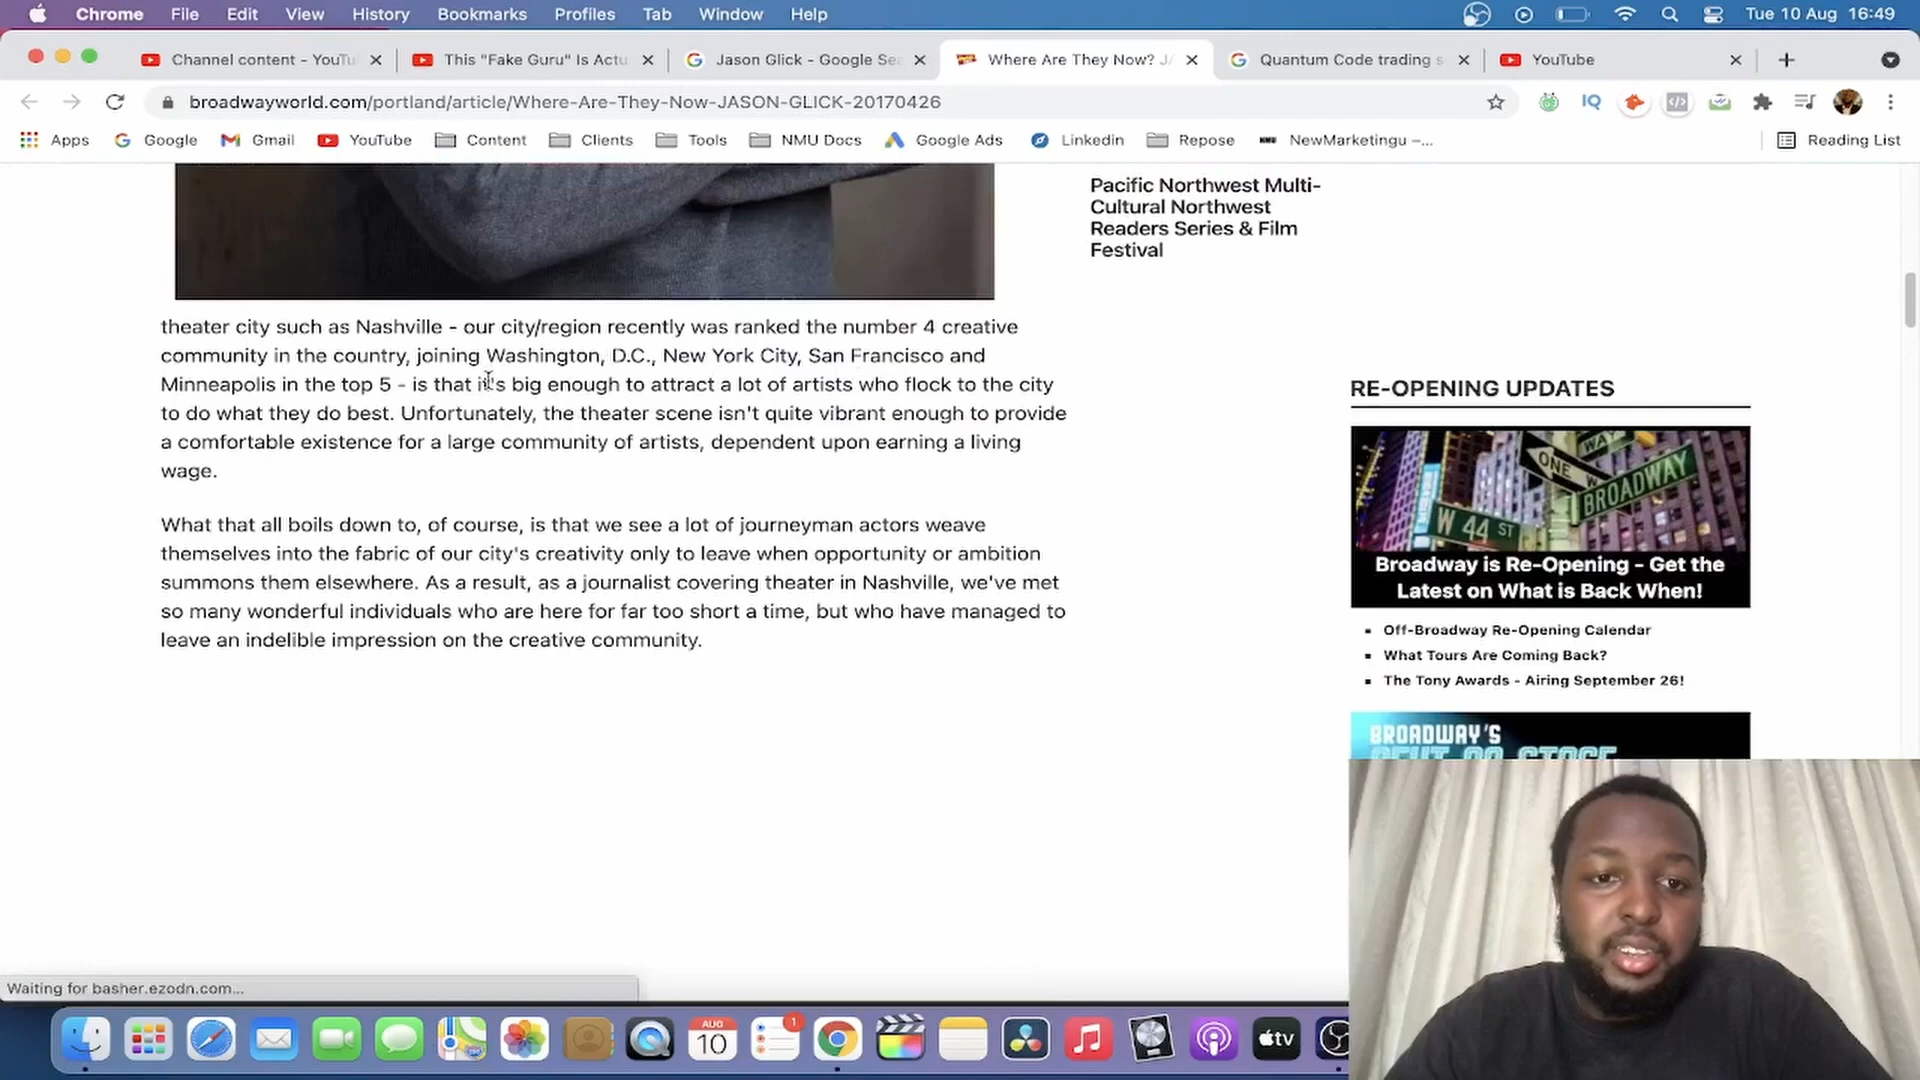 Chrome File Edit View History Bookmarks Profiles Tab Window Help Tue 10 Aug 16:49
Channel content - YouTu This "Fake Guru" Is Actu Jason Glick - Google Sea Where Are They Now? JA Quantum Code trading s YouTube
broadwayworld.com/portland/article/Where-Are-They-Now-JASON-GLICK-20170426 IQ
Apps Google Gmail YouTube Content Clients Tools NMU Docs Google Ads Linkedin Repose NewMarketingu –... Reading List
Pacific Northwest Multi-
Cultural Northwest
Readers Series & Film
Festival
theater city such as Nashville - our city/region recently was ranked the number 4 creative
community in the country, joining Washington, D.C., New York City, San Francisco and
Minneapolis in the top 5 - is that it's big enough to attract a lot of artists who flock to the city
to do what they do best. Unfortunately, the theater scene isn't quite vibrant enough to provide
a comfortable existence for a large community of artists, dependent upon earning a living
wage.
What that all boils down to, of course, is that we see a lot of journeyman actors weave
themselves into the fabric of our city's creativity only to leave when opportunity or ambition
summons them elsewhere. As a result, as a journalist covering theater in Nashville, we've met
so many wonderful individuals who are here for far too short a time, but who have managed to
leave an indelible impression on the creative community.
RE-OPENING UPDATES
WAY
ONE
BROADWAY
W 44 ST
Broadway is Re-Opening - Get the
Latest on What is Back When!
Off-Broadway Re-Opening Calendar
What Tours Are Coming Back?
The Tony Awards - Airing September 26!
BROADWAY'S
Waiting for basher.ezodn.com...
AUG
10
1
tv